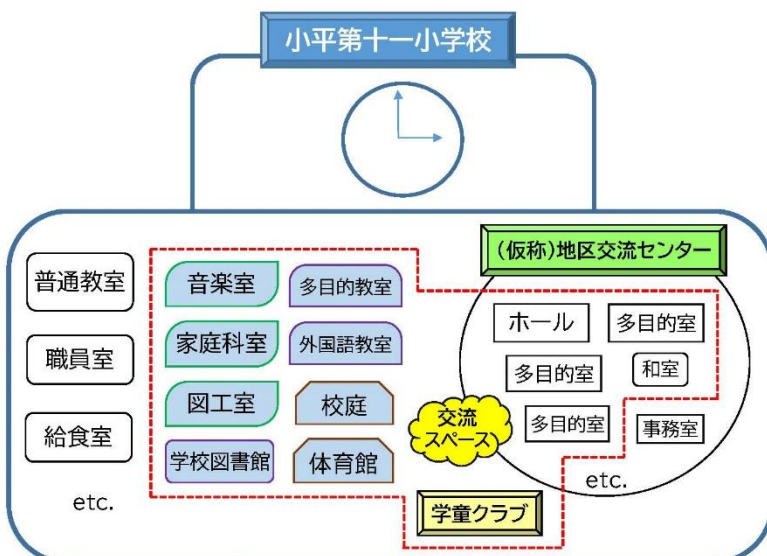 小平第十一小学校
(仮称)地区交流センター
普通教室
音楽室
多目的教室
ホール
多目的室
職員室
家庭科室
外国語教室
多目的室
和室
給食室
図工室
校庭
交流
スペース
多目的室
事務室
学校図書館
体育館
etc.
etc.
学童クラブ